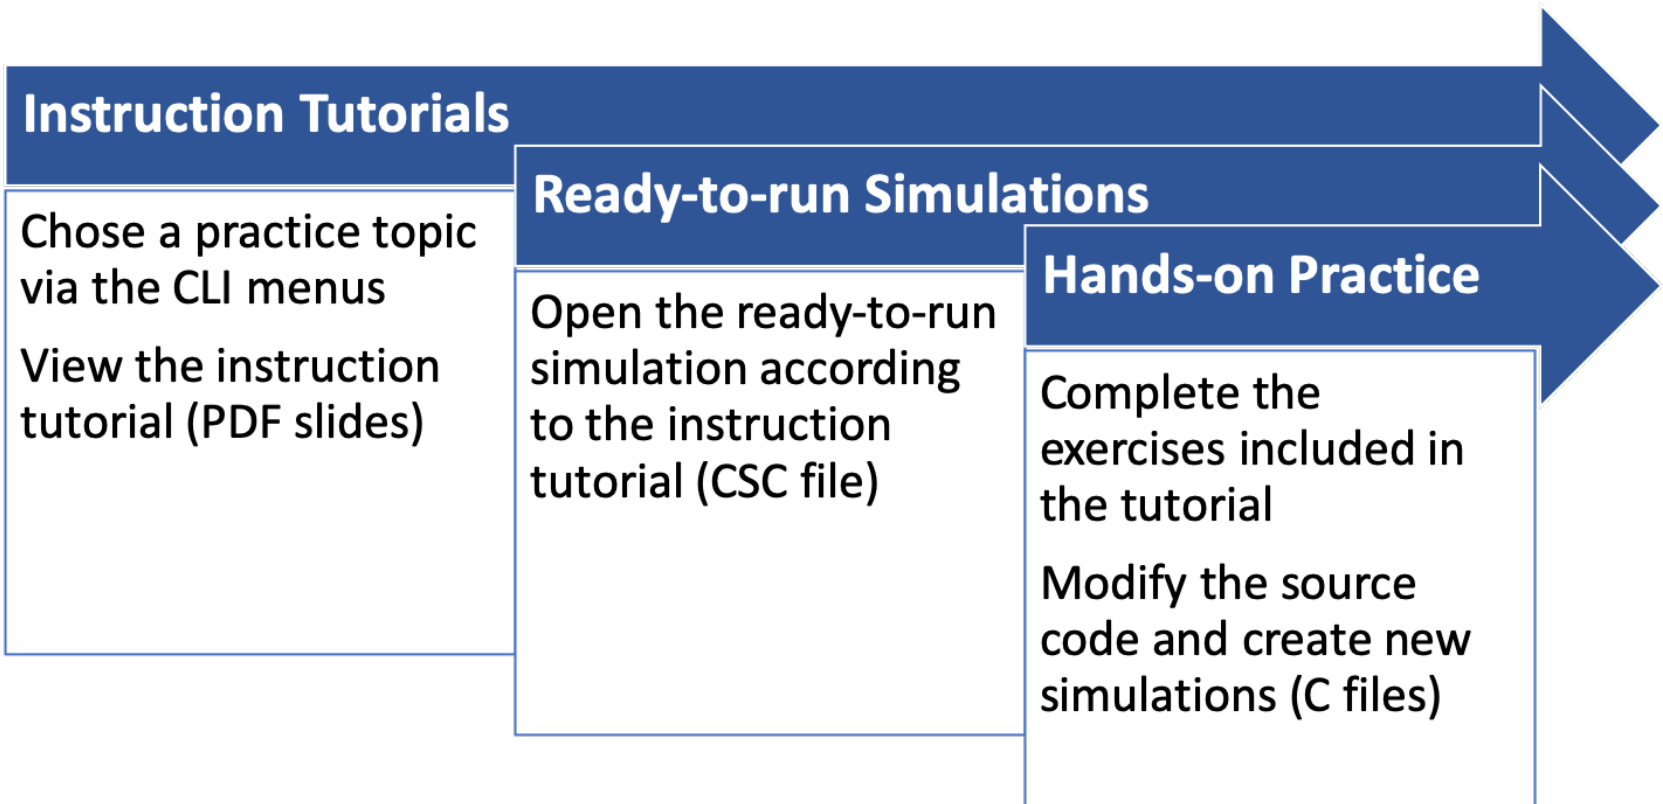 Instruction Tutorials
Chose a practice topic
via the CLI menus
View the instruction
tutorial (PDF slides)
Ready-to-run Simulations
Open the ready-to-run
simulation according
to the instruction
tutorial (CSC file)
Hands-on Practice
Complete the
exercises included in
the tutorial
Modify the source
code and create new
simulations (C files)